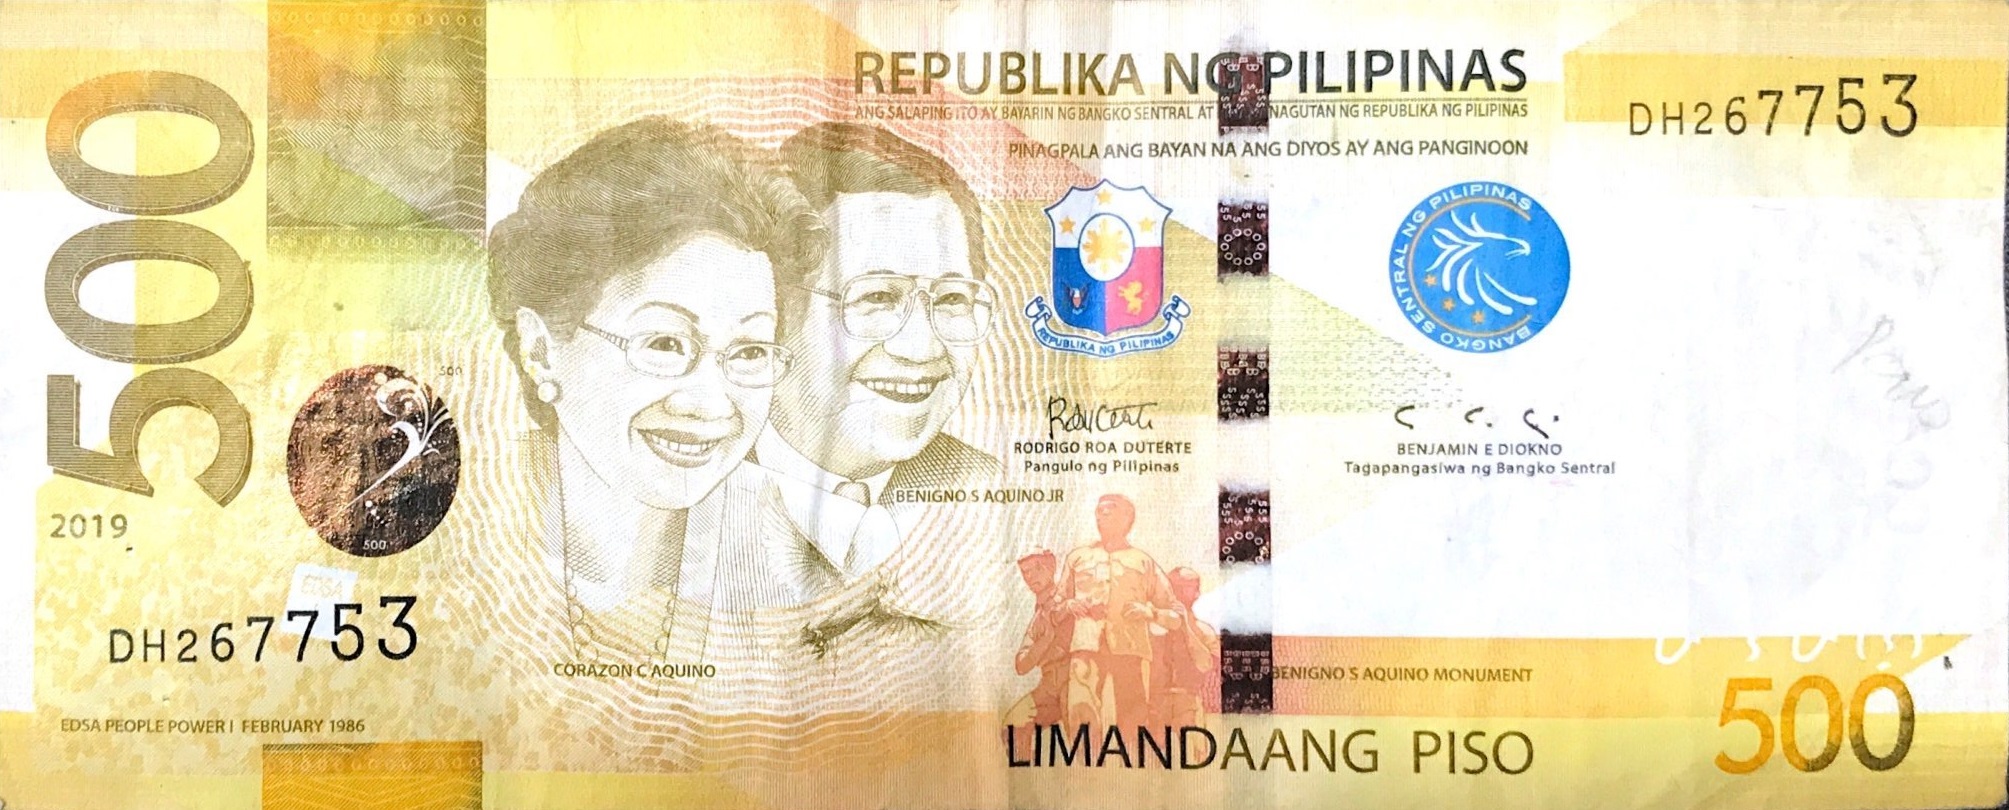 500
REPUBLIKA NG PILIPINAS
ANG SALAPING ITO AY BAYARIN NG BANGKO SENTRAL AT NAGUTAN NG REPUBLIKA NG PILIPINAS
PINAGPALA ANG BAYAN NA ANG DIYOS AY ANG PANGINOON
DH267753
REPUBLIKA NG PILIPINAS
BANGKO SENTRAL NG PILIPINAS
500
500
RODRIGO ROA DUTERTE
Pangulo ng Pilipinas
BENJAMIN E DIOKNO
Tagapangasiwa ng Bangko Sentral
BENIGNO S AQUINO JR
2019
EDSA
DH267753
CORAZON C AQUINO
BENIGNO S AQUINO MONUMENT
EDSA PEOPLE POWER I FEBRUARY 1986
LIMANDAANG PISO
500